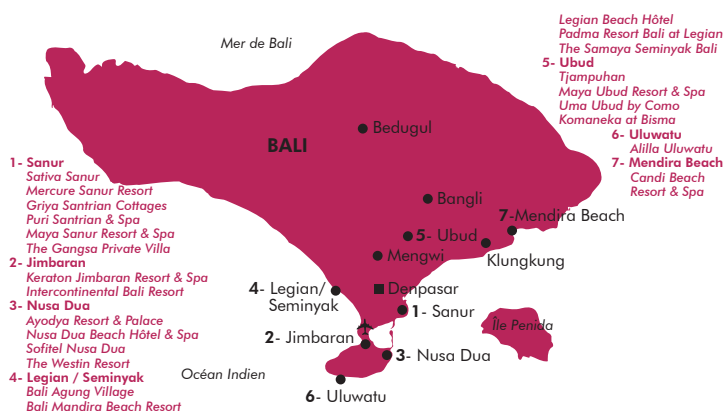 Mer de Bali
BALI
Bedugul
Bangli
7-Mendira Beach
5- Ubud
Mengwi
Klungkung
4- Legian/
Seminyak
Denpasar
1- Sanur
Île Penida
2- Jimbaran
3- Nusa Dua
Océan Indien
6- Uluwatu
1- Sanur
Sativa Sanur
Mercure Sanur Resort
Griya Santrian Cottages
Puri Santrian & Spa
Maya Sanur Resort & Spa
The Gangsa Private Villa
2- Jimbaran
Keraton Jimbaran Resort & Spa
Intercontinental Bali Resort
3- Nusa Dua
Ayodya Resort & Palace
Nusa Dua Beach Hôtel & Spa
Sofitel Nusa Dua
The Westin Resort
4- Legian / Seminyak
Bali Agung Village
Bali Mandira Beach Resort
Legian Beach Hôtel
Padma Resort Bali at Legian
The Samaya Seminyak Bali
5- Ubud
Tjampuhan
Maya Ubud Resort & Spa
Uma Ubud by Como
Komaneka at Bisma
6- Uluwatu
Alilla Uluwatu
7- Mendira Beach
Candi Beach
Resort & Spa